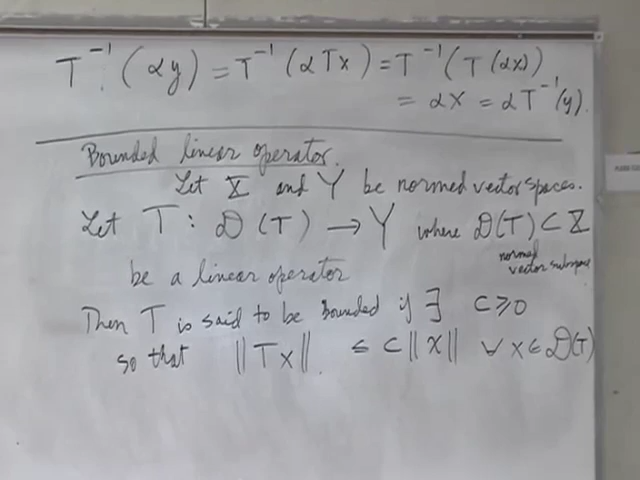 T⁻¹(αy) = T⁻¹(αTx) = T⁻¹(T(αx))
= αx = αT⁻¹(y).
Bounded linear operator.
Let X and Y be normed vector spaces.
Let T : D(T) → Y where D(T) ⊂ X
normed
vector subspace
be a linear operator
Then T is said to be bounded if ∃ c ≥ 0
so that ||Tx|| ≤ c||x|| ∀ x ∈ D(T)